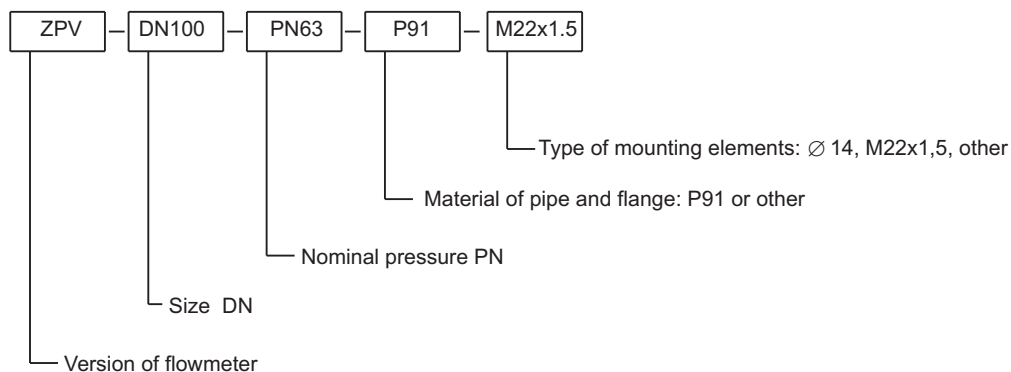 ZPV – DN100 – PN63 – P91 – M22x1.5
Type of mounting elements: ∅ 14, M22x1,5, other
Material of pipe and flange: P91 or other
Nominal pressure PN
Size DN
Version of flowmeter